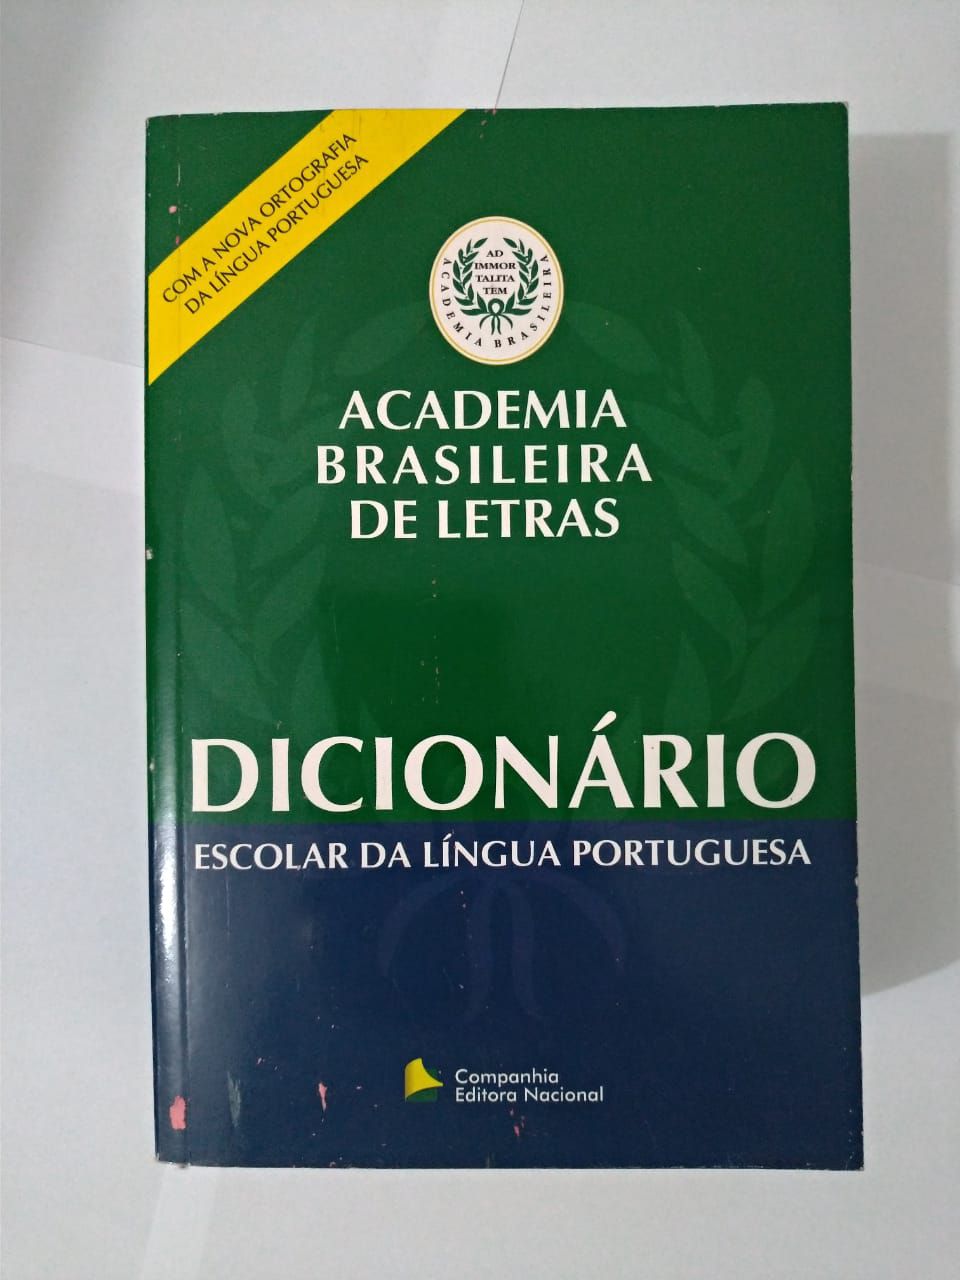 COM A NOVA ORTOGRAFIA
DA LÍNGUA PORTUGUESA
AD
IMMOR
TALITA
TEM
ACADEMIA BRASILEIRA
ACADEMIA
BRASILEIRA
DE LETRAS
DICIONÁRIO
ESCOLAR DA LÍNGUA PORTUGUESA
Companhia
Editora Nacional